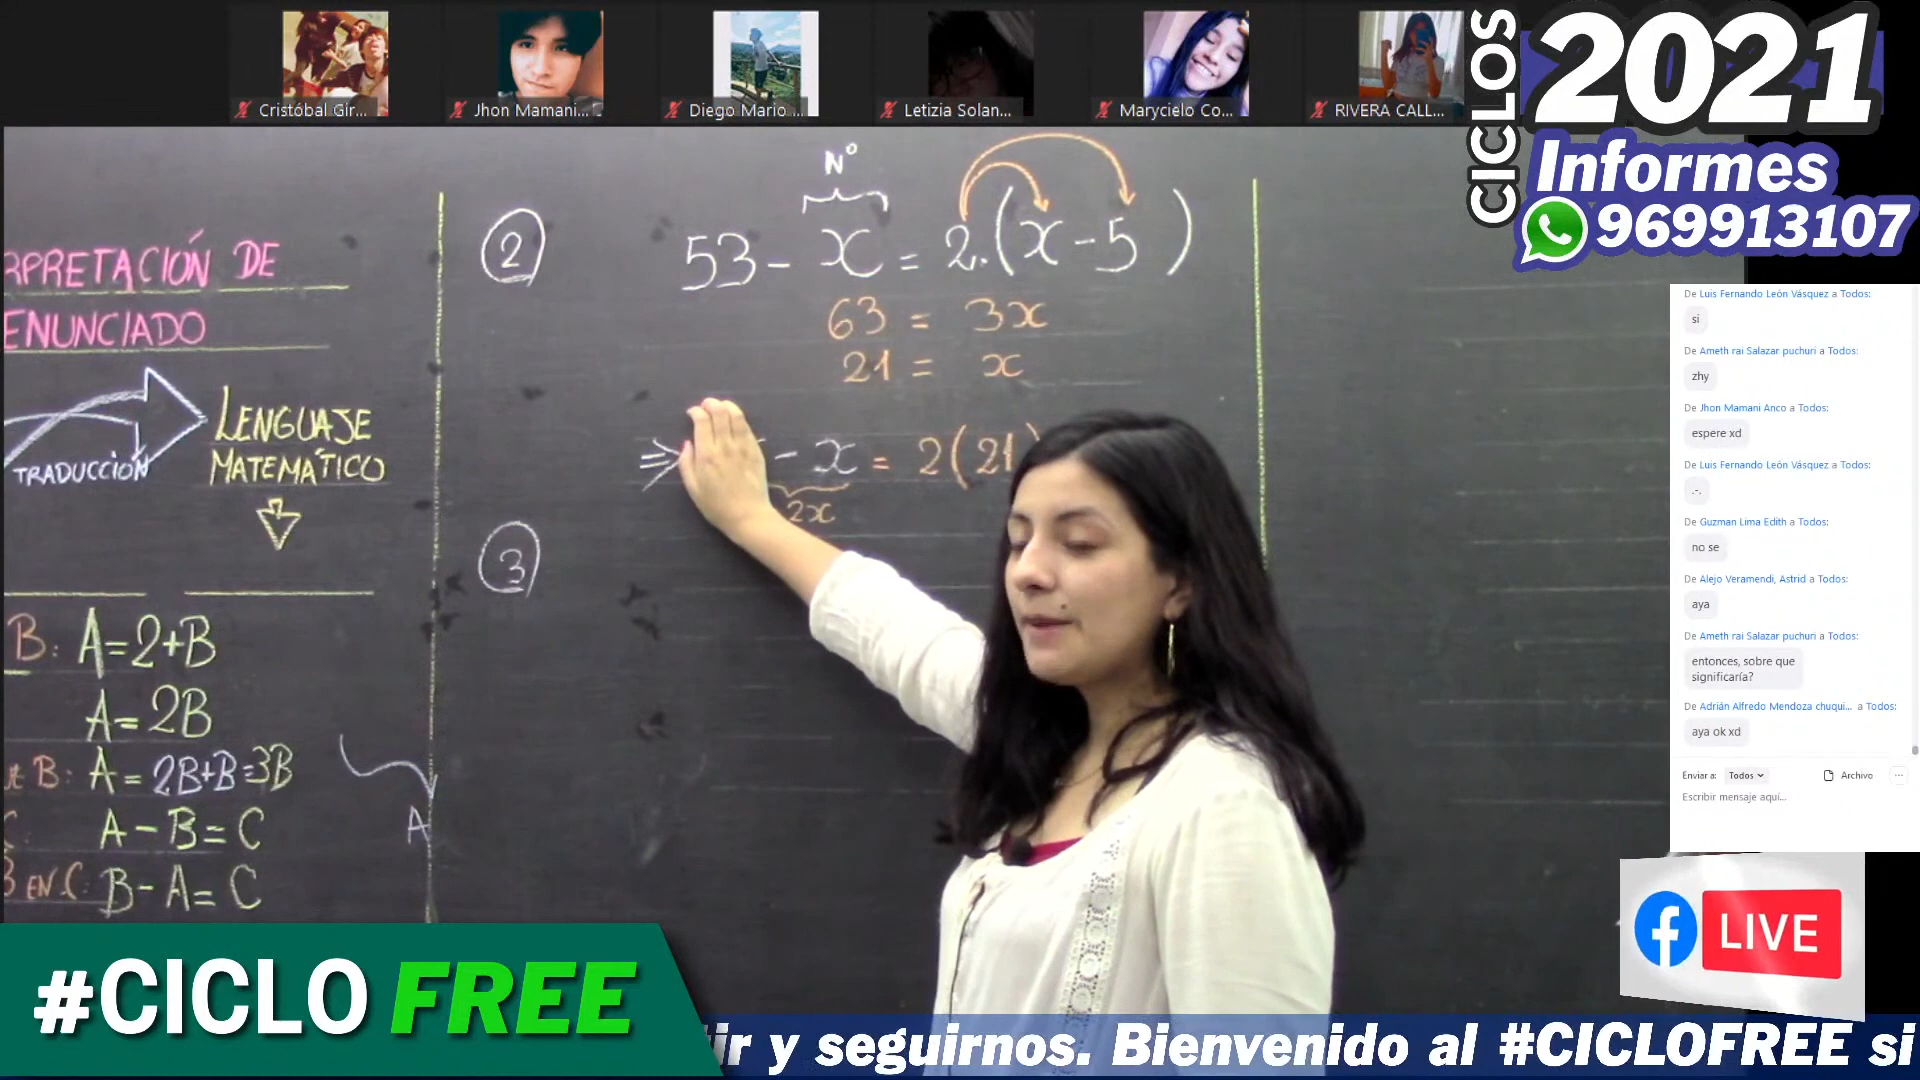 Cristóbal Gir...
Jhon Mamani...
Diego Mario ...
Letizia Solan...
Marycielo Co...
RIVERA CALL...
CICLOS
2021
Informes
969913107
RPRETACIÓN DE
ENUNCIADO
TRADUCCIÓN
LENGUAJE
MATEMÁTICO
B: A=2+B
A=2B
B: A=2B+B=3B
A-B=C
B EN C: B-A=C
A
2
N°
53-x=2.(x-5)
63=3x
21=x
⇒
-x=2(21
2x
3
De Luis Fernando León Vásquez a Todos:
si
De Ameth rai Salazar puchuri a Todos:
zhy
De Jhon Mamani Anco a Todos:
espere xd
De Luis Fernando León Vásquez a Todos:
.-.
De Guzman Lima Edith a Todos:
no se
De Alejo Veramendi, Astrid a Todos:
aya
De Ameth rai Salazar puchuri a Todos:
entonces, sobre que
significaría?
De Adrián Alfredo Mendoza chuqui... a Todos:
aya ok xd
Enviar a: Todos
Archivo
...
Escribir mensaje aquí...
f LIVE
#CICLO FREE
ir y seguirnos. Bienvenido al #CICLOFREE si